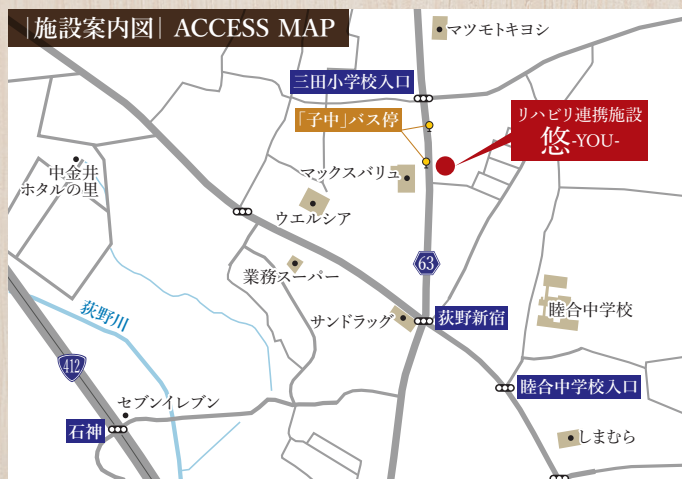 |施設案内図| ACCESS MAP
マツモトキヨシ
三田小学校入口
「子中」バス停
リハビリ連携施設
悠-YOU-
中金井
ホタルの里
マックスバリュ
ウエルシア
業務スーパー
63
荻野川
サンドラッグ
荻野新宿
睦合中学校
412
セブンイレブン
睦合中学校入口
石神
しまむら